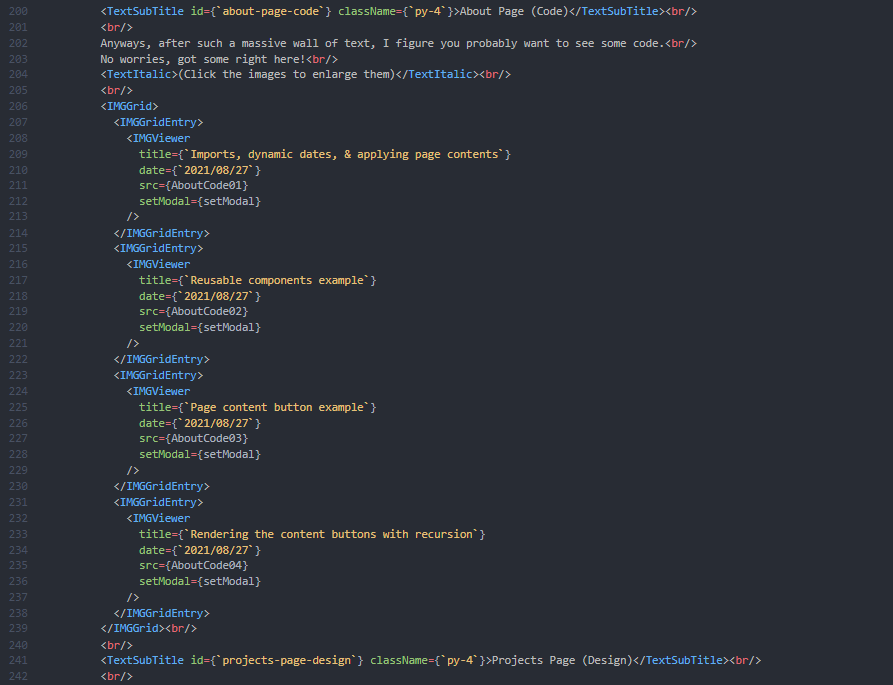 200 <TextSubTitle id={`about-page-code`} className={`py-4`}>About Page (Code)</TextSubTitle><br/>
201 <br/>
202 Anyways, after such a massive wall of text, I figure you probably want to see some code.<br/>
203 No worries, got some right here!<br/>
204 <TextItalic>(Click the images to enlarge them)</TextItalic><br/>
205 <br/>
206 <IMGGrid>
207 <IMGGridEntry>
208 <IMGViewer
209 title={`Imports, dynamic dates, & applying page contents`}
210 date={`2021/08/27`}
211 src={AboutCode01}
212 setModal={setModal}
213 />
214 </IMGGridEntry>
215 <IMGGridEntry>
216 <IMGViewer
217 title={`Reusable components example`}
218 date={`2021/08/27`}
219 src={AboutCode02}
220 setModal={setModal}
221 />
222 </IMGGridEntry>
223 <IMGGridEntry>
224 <IMGViewer
225 title={`Page content button example`}
226 date={`2021/08/27`}
227 src={AboutCode03}
228 setModal={setModal}
229 />
230 </IMGGridEntry>
231 <IMGGridEntry>
232 <IMGViewer
233 title={`Rendering the content buttons with recursion`}
234 date={`2021/08/27`}
235 src={AboutCode04}
236 setModal={setModal}
237 />
238 </IMGGridEntry>
239 </IMGGrid><br/>
240 <br/>
241 <TextSubTitle id={`projects-page-design`} className={`py-4`}>Projects Page (Design)</TextSubTitle><br/>
242 <br/>